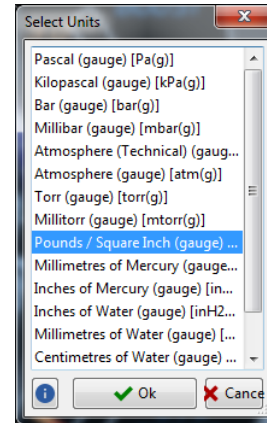 Select Units
Pascal (gauge) [Pa(g)]
Kilopascal (gauge) [kPa(g)]
Bar (gauge) [bar(g)]
Millibar (gauge) [mbar(g)]
Atmosphere (Technical) (gaug...
Atmosphere (gauge) [atm(g)]
Torr (gauge) [torr(g)]
Millitorr (gauge) [mtorr(g)]
Pounds / Square Inch (gauge) ...
Millimetres of Mercury (gauge...
Inches of Mercury (gauge) [in...
Inches of Water (gauge) [inH2...
Millimetres of Water (gauge) [...
Centimetres of Water (gauge) ...
Ok
Cance